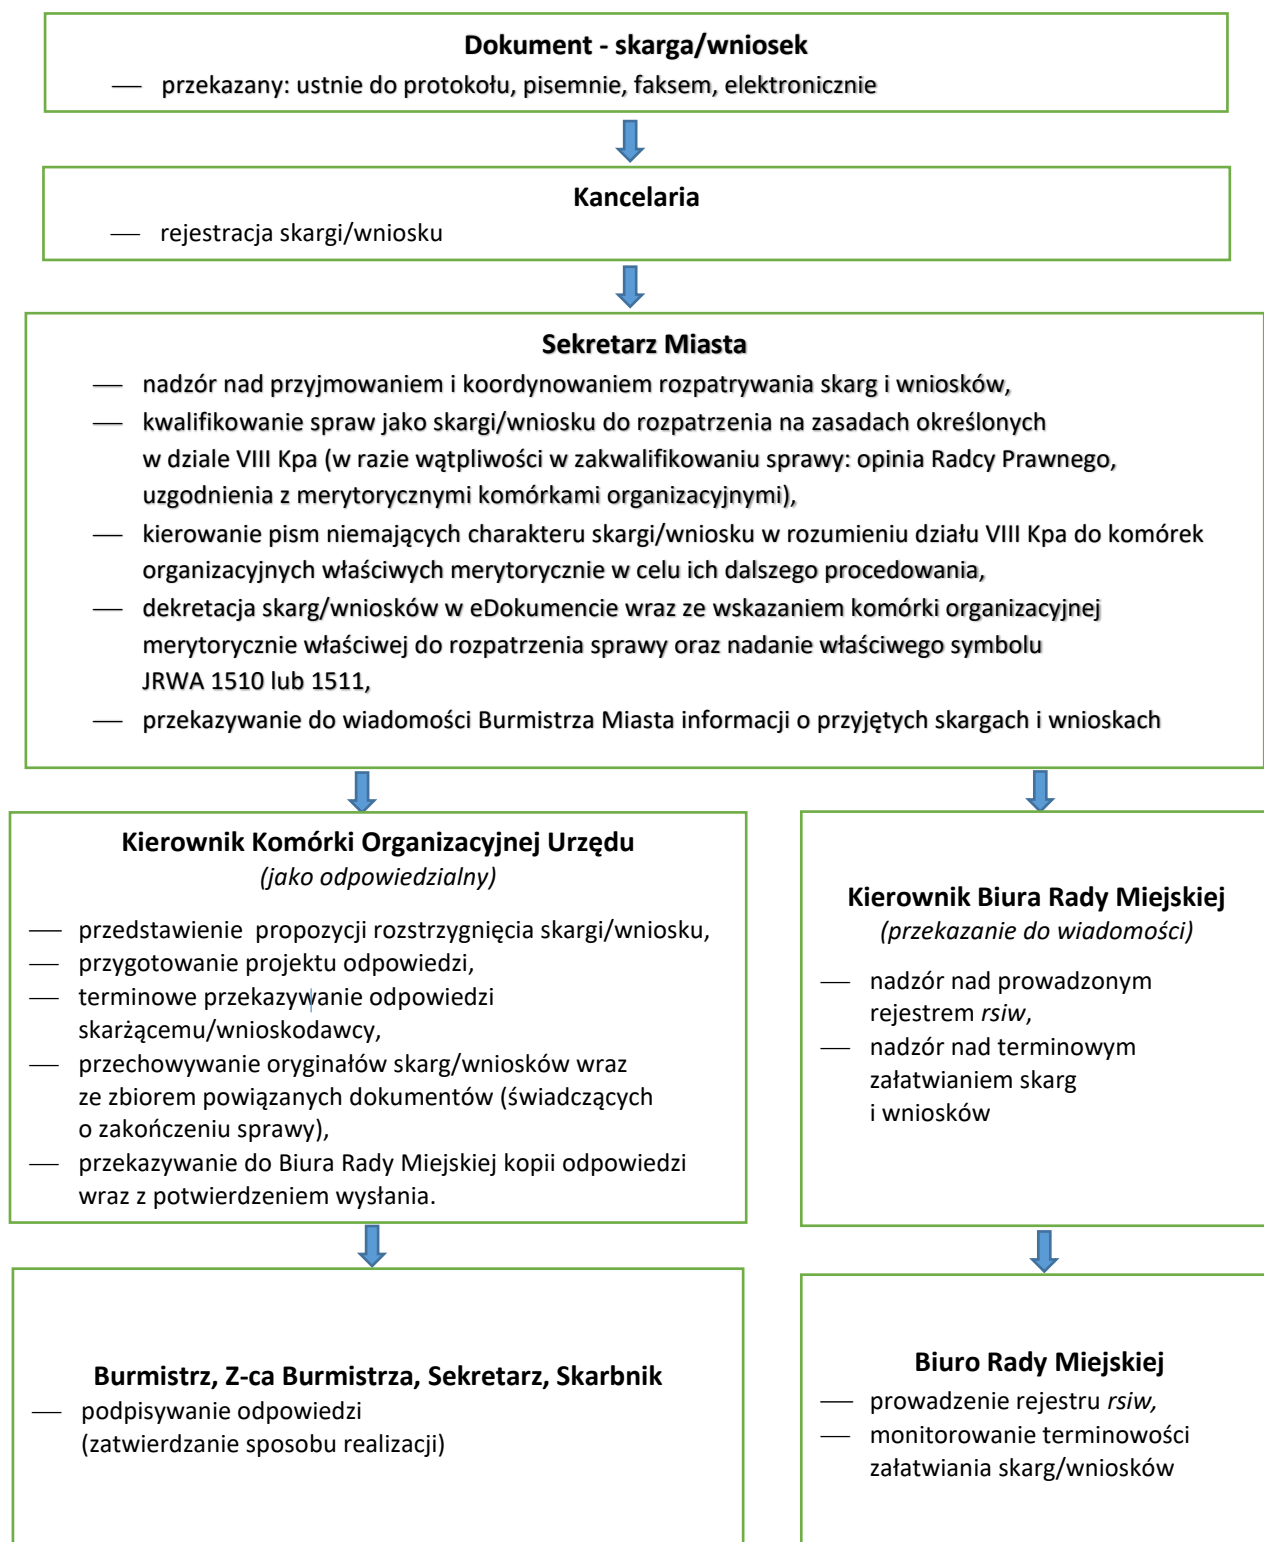 Dokument - skarga/wniosek
— przekazany: ustnie do protokołu, pisemnie, faksem, elektronicznie
Kancelaria
— rejestracja skargi/wniosku
Sekretarz Miasta
— nadzór nad przyjmowaniem i koordynowaniem rozpatrywania skarg i wniosków,
— kwalifikowanie spraw jako skargi/wniosku do rozpatrzenia na zasadach określonych
w dziale VIII Kpa (w razie wątpliwości w zakwalifikowaniu sprawy: opinia Radcy Prawnego,
uzgodnienia z merytorycznymi komórkami organizacyjnymi),
— kierowanie pism niemających charakteru skargi/wniosku w rozumieniu działu VIII Kpa do komórek
organizacyjnych właściwych merytorycznie w celu ich dalszego procedowania,
— dekretacja skarg/wniosków w eDokumencie wraz ze wskazaniem komórki organizacyjnej
merytorycznie właściwej do rozpatrzenia sprawy oraz nadanie właściwego symbolu
JRWA 1510 lub 1511,
— przekazywanie do wiadomości Burmistrza Miasta informacji o przyjętych skargach i wnioskach
Kierownik Komórki Organizacyjnej Urzędu
(jako odpowiedzialny)
— przedstawienie propozycji rozstrzygnięcia skargi/wniosku,
— przygotowanie projektu odpowiedzi,
— terminowe przekazywanie odpowiedzi
skarżącemu/wnioskodawcy,
— przechowywanie oryginałów skarg/wniosków wraz
ze zbiorem powiązanych dokumentów (świadczących
o zakończeniu sprawy),
— przekazywanie do Biura Rady Miejskiej kopii odpowiedzi
wraz z potwierdzeniem wysłania.
Kierownik Biura Rady Miejskiej
(przekazanie do wiadomości)
— nadzór nad prowadzonym
rejestrem rsiw,
— nadzór nad terminowym
załatwianiem skarg
i wniosków
Burmistrz, Z-ca Burmistrza, Sekretarz, Skarbnik
— podpisywanie odpowiedzi
(zatwierdzanie sposobu realizacji)
Biuro Rady Miejskiej
— prowadzenie rejestru rsiw,
— monitorowanie terminowości
załatwiania skarg/wniosków